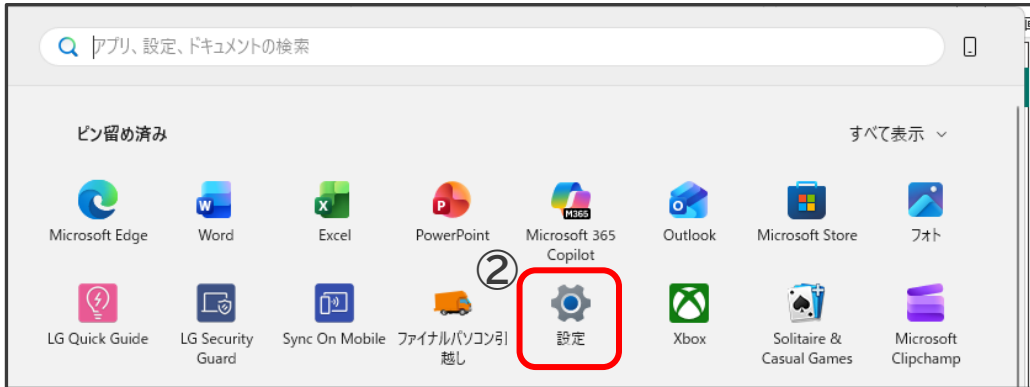 アプリ、設定、ドキュメントの検索
ピン留め済み
すべて表示
Microsoft Edge
Word
Excel
PowerPoint
M365
Microsoft 365
Copilot
Outlook
Microsoft Store
フォト
②
LG Quick Guide
LG Security
Guard
Sync On Mobile
ファイナルパソコン引
越し
設定
Xbox
Solitaire &
Casual Games
Microsoft
Clipchamp